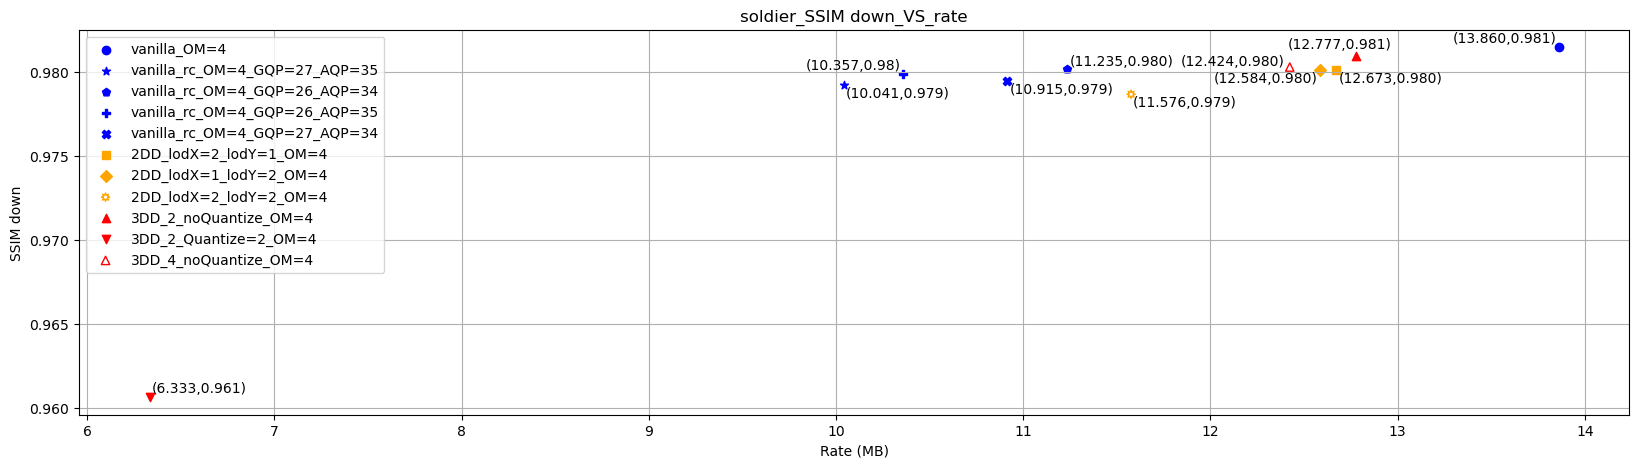 soldier_SSIM down_VS_rate
SSIM down
0.980
0.975
0.970
0.965
0.960
vanilla_OM=4
vanilla_rc_OM=4_GQP=27_AQP=35
vanilla_rc_OM=4_GQP=26_AQP=34
vanilla_rc_OM=4_GQP=26_AQP=35
vanilla_rc_OM=4_GQP=27_AQP=34
2DD_lodX=2_lodY=1_OM=4
2DD_lodX=1_lodY=2_OM=4
2DD_lodX=2_lodY=2_OM=4
3DD_2_noQuantize_OM=4
3DD_2_Quantize=2_OM=4
3DD_4_noQuantize_OM=4
(13.860,0.981)
(12.777,0.981)
(10.357,0.98)
(11.235,0.980)
(12.424,0.980)
(12.584,0.980)
(12.673,0.980)
(10.041,0.979)
(10.915,0.979)
(11.576,0.979)
(6.333,0.961)
6
7
8
9
10
11
12
13
14
Rate (MB)